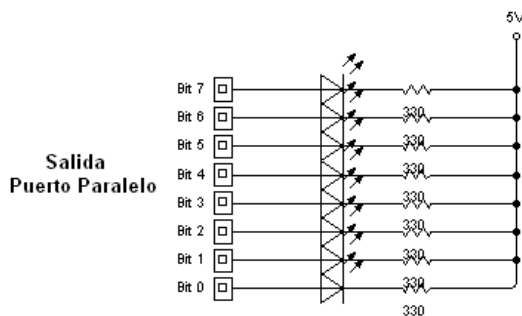 5V
Bit 7
330
Bit 6
330
Bit 5
330
Salida
Puerto Paralelo
Bit 4
330
Bit 3
330
Bit 2
330
Bit 1
330
Bit 0
330